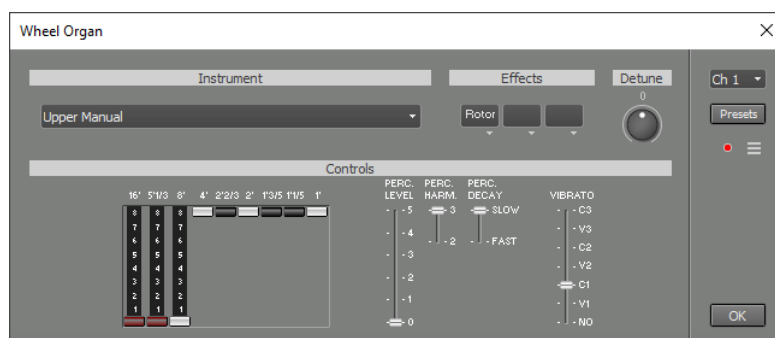 Wheel Organ
Instrument
Effects
Detune
Ch 1
0
Upper Manual
Rotor
Presets
Controls
PERC. LEVEL
PERC. HARM.
PERC. DECAY
VIBRATO
16' 5'1/3 8' 4' 2'2/3 2' 1'3/5 1'1/5 1'
8 8 8
7 7 7
6 6 6
5 5 5
4 4 4
3 3 3
2 2 2
1 1 1
5
4
3
2
1
0
3
2
SLOW
FAST
C3
V3
C2
V2
C1
V1
NO
OK